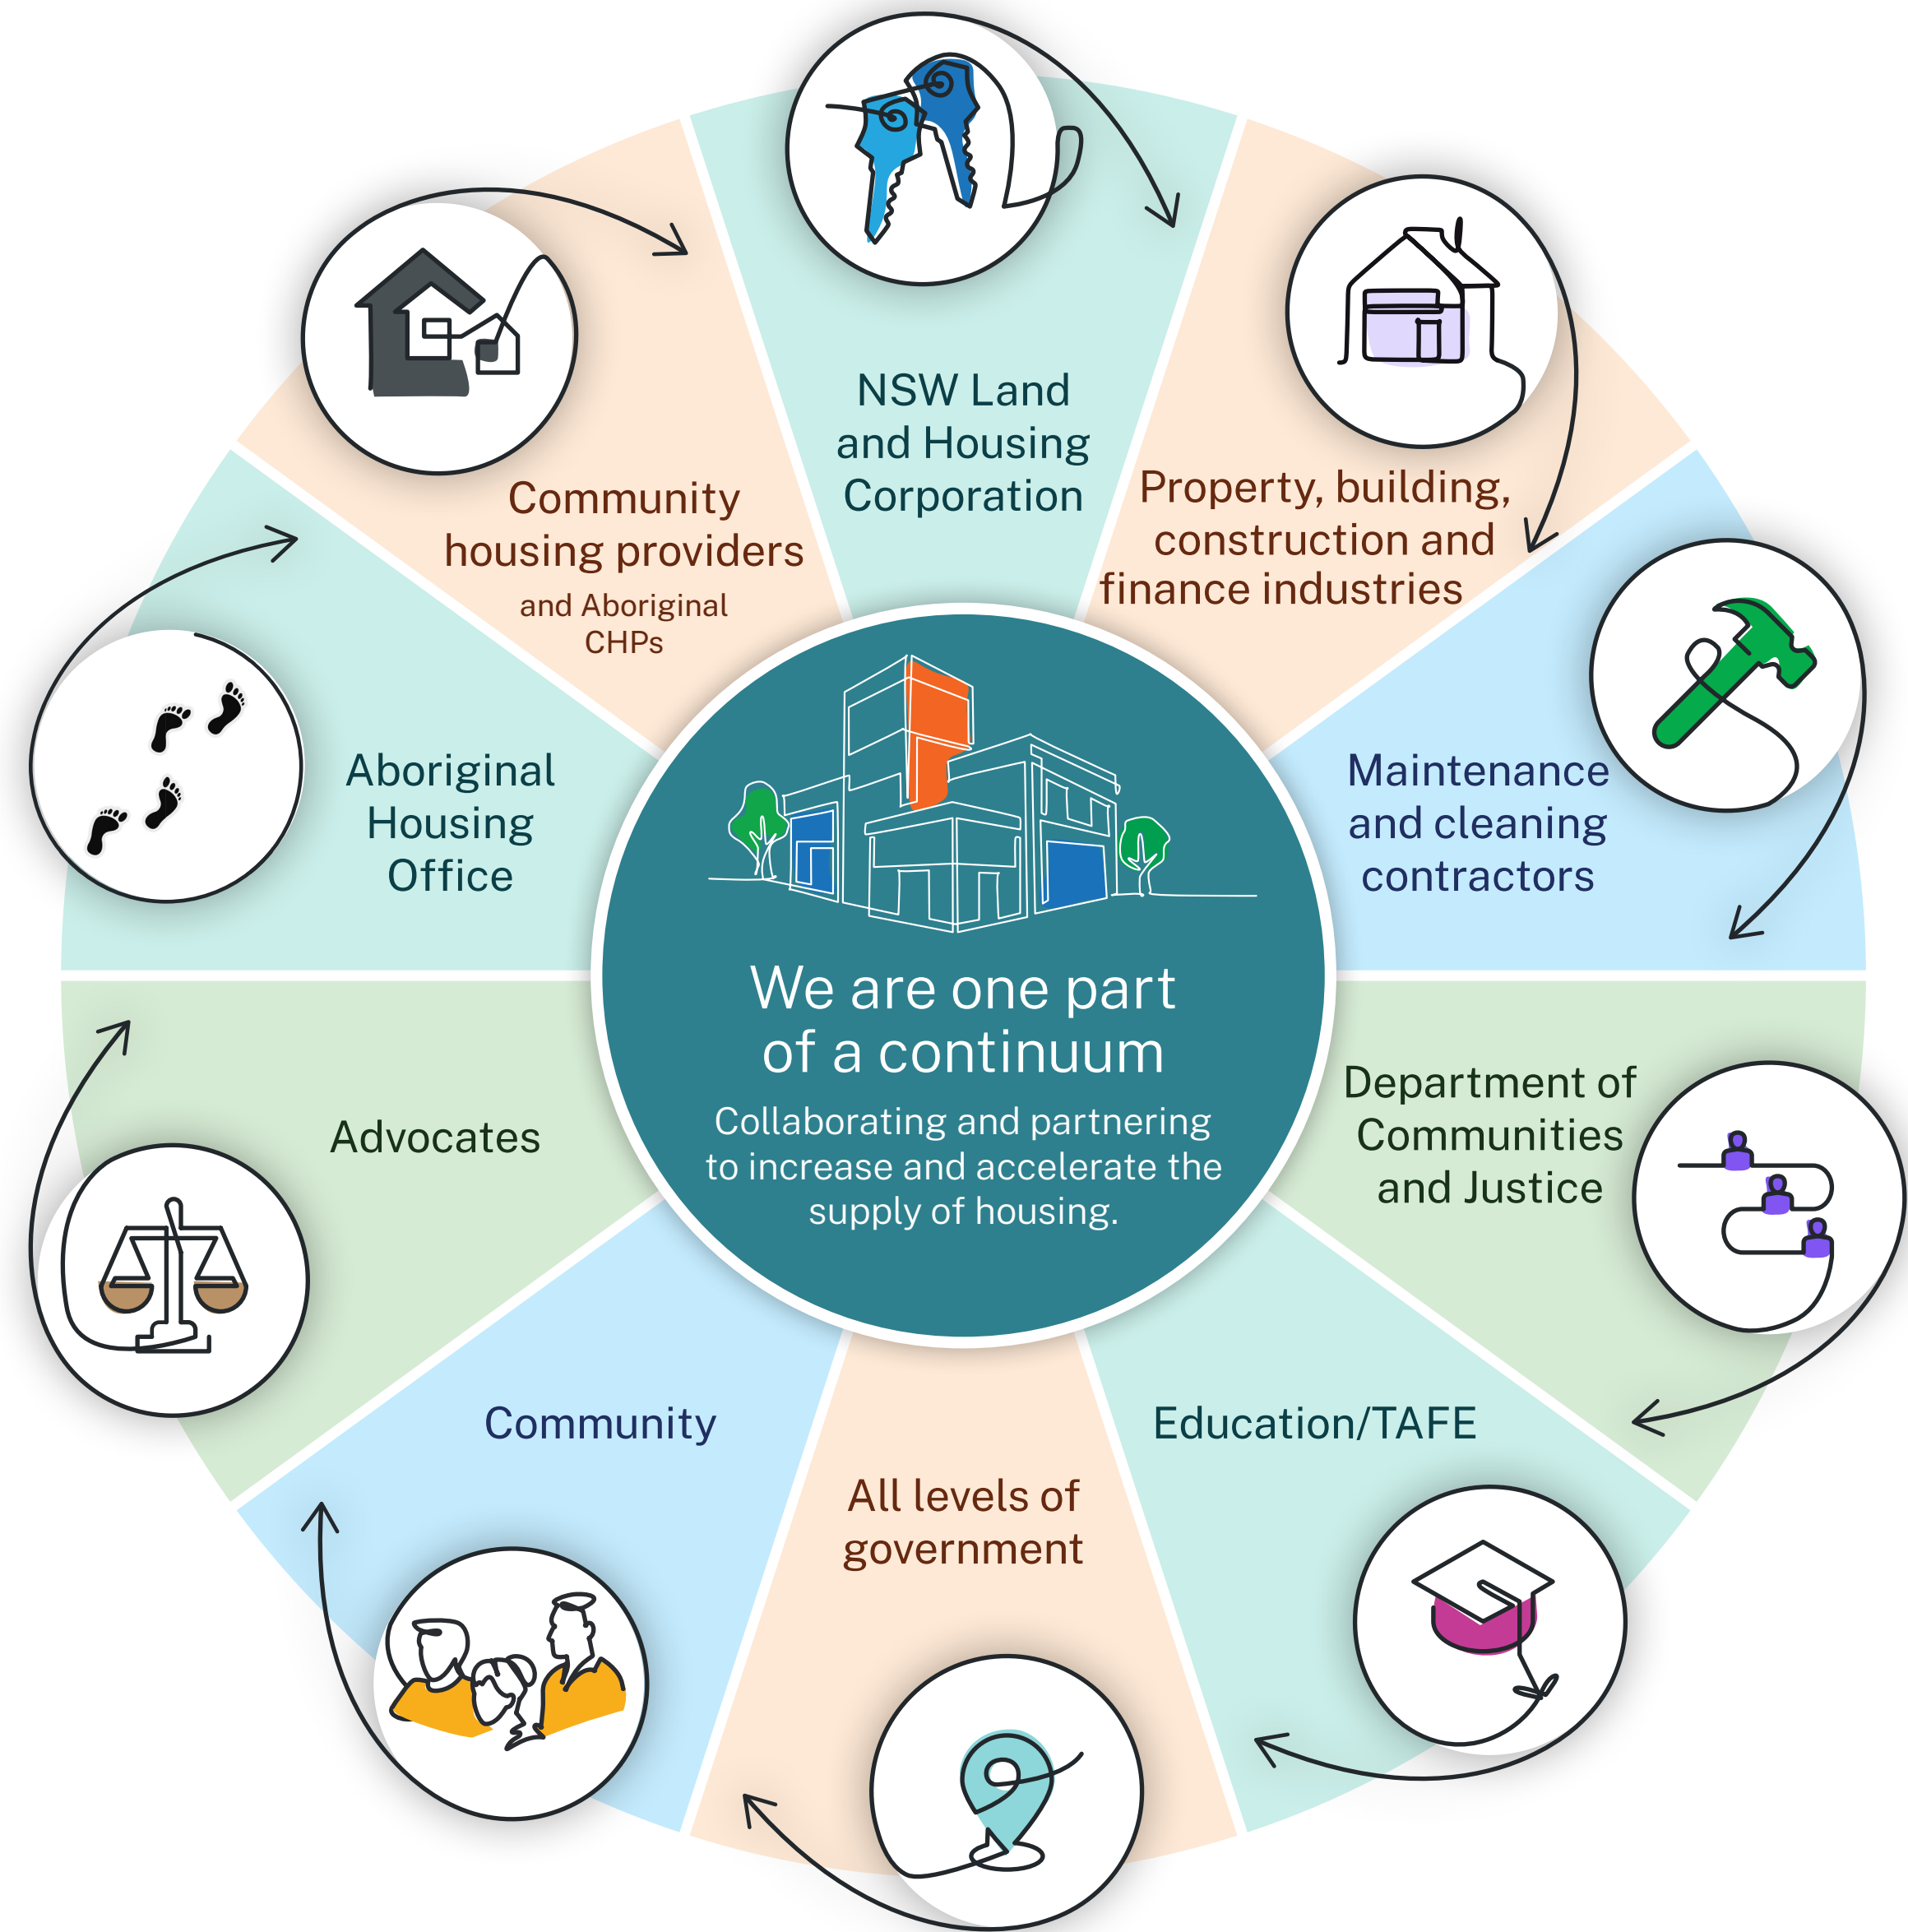 NSW Land
and Housing
Corporation
Property, building,
construction and
finance industries
Maintenance
and cleaning
contractors
Department of
Communities
and Justice
Education/TAFE
All levels of
government
Community
Advocates
Aboriginal
Housing
Office
Community
housing providers
and Aboriginal
CHPs
We are one part
of a continuum
Collaborating and partnering
to increase and accelerate the
supply of housing.